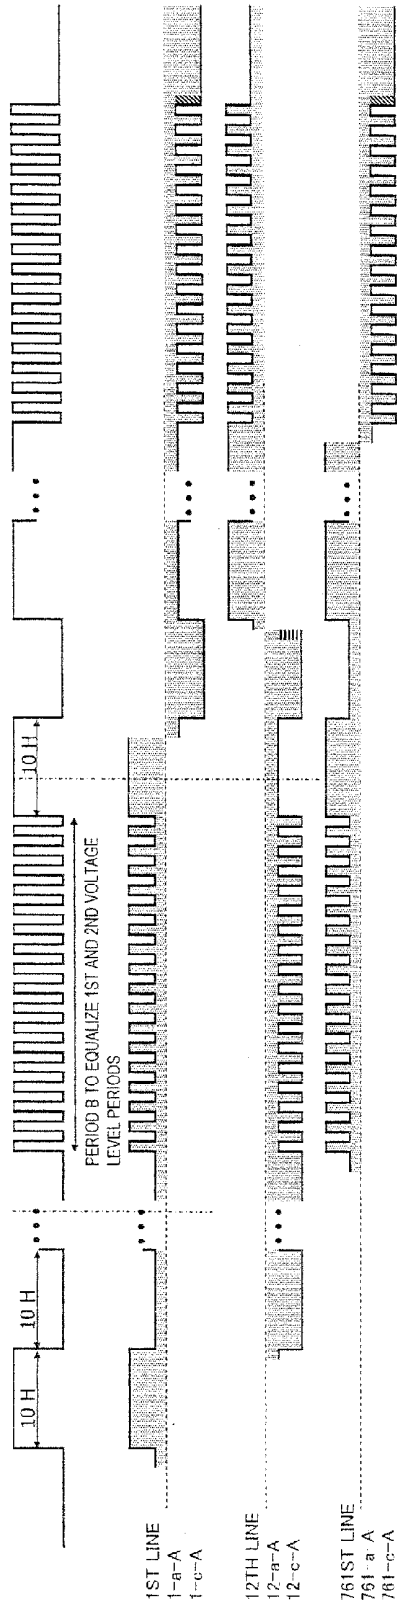 10 H
10 H
10 H
PERIOD B TO EQUALIZE 1ST AND 2ND VOLTAGE
LEVEL PERIODS
1ST LINE
1-a-A
1-c-A
12TH LINE
12-a-A
12-c-A
761ST LINE
761-a-A
761-c-A